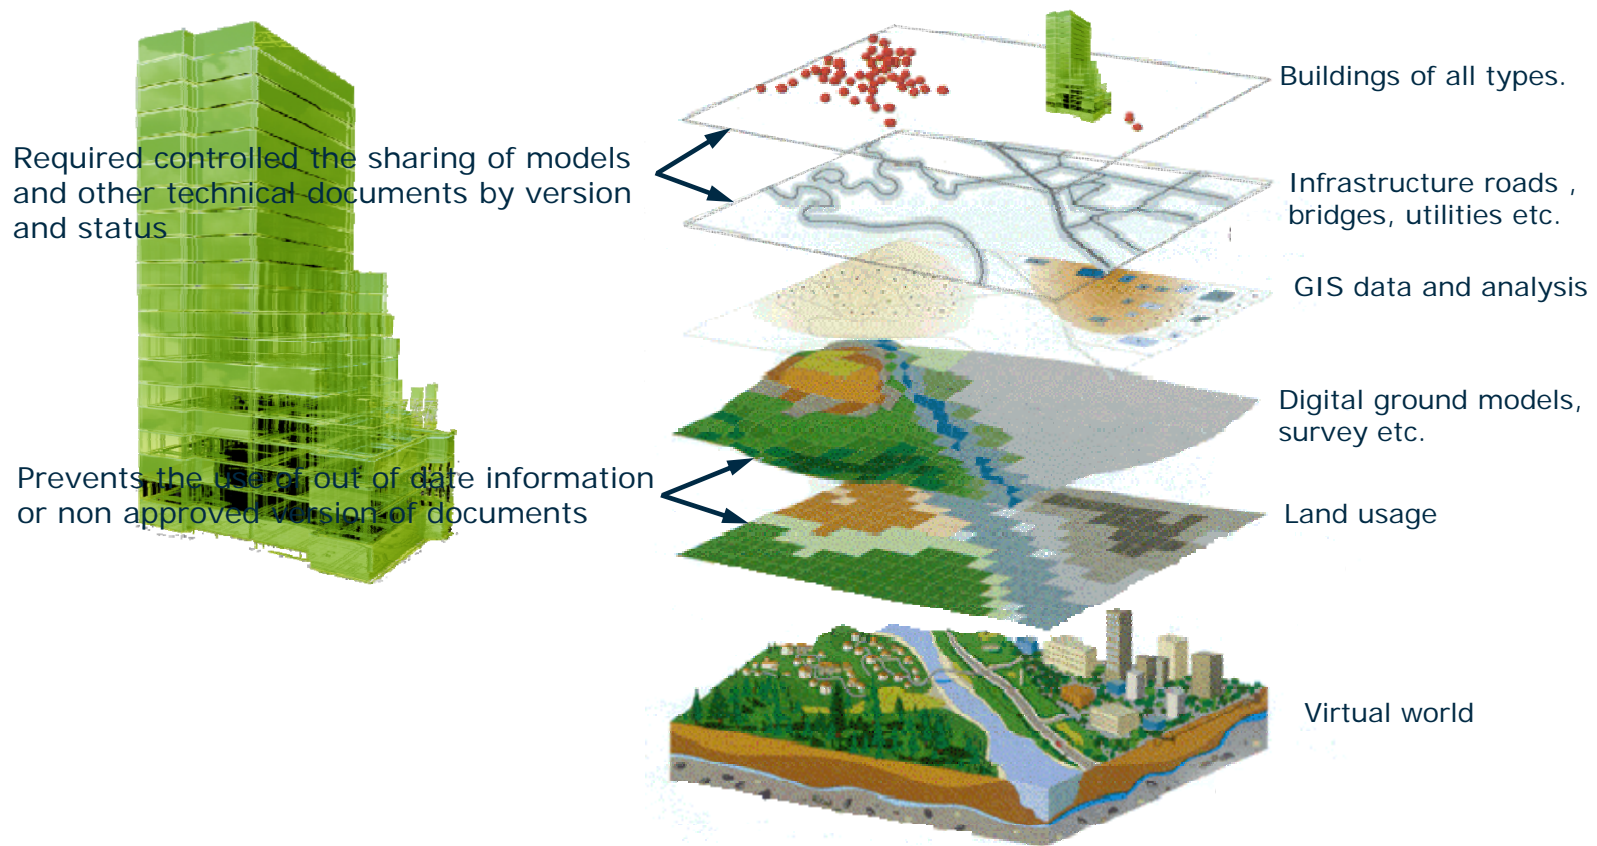 Buildings of all types.
Required controlled the sharing of models
and other technical documents by version
and status
Infrastructure roads ,
bridges, utilities etc.
GIS data and analysis
Digital ground models,
survey etc.
Prevents the use of out of date information
or non approved version of documents
Land usage
Virtual world